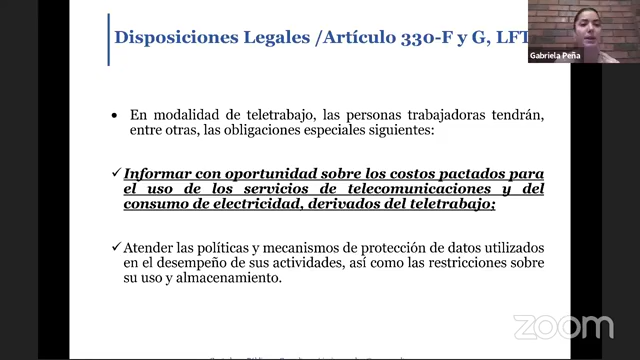 Disposiciones Legales /Artículo 330-F y G, LFT
Gabriela Peña
• En modalidad de teletrabajo, las personas trabajadoras tendrán,
entre otras, las obligaciones especiales siguientes:
✓Informar con oportunidad sobre los costos pactados para
el uso de los servicios de telecomunicaciones y del
consumo de electricidad, derivados del teletrabajo;
✓Atender las políticas y mecanismos de protección de datos utilizados
en el desempeño de sus actividades, así como las restricciones sobre
su uso y almacenamiento.
zoom